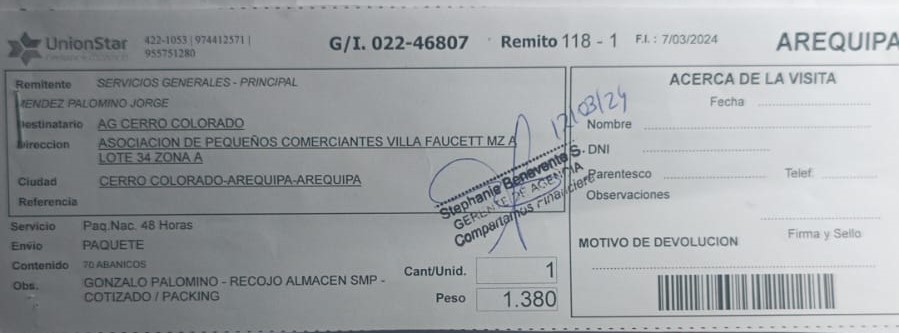 UnionStar
422-1053 | 974412571 |
955751280
G/I. 022-46807
Remito 118 - 1
F.I. : 7/03/2024
AREQUIPA
Remitente SERVICIOS GENERALES - PRINCIPAL
MENDEZ PALOMINO JORGE
Destinatario AG CERRO COLORADO
Direccion ASOCIACION DE PEQUEÑOS COMERCIANTES VILLA FAUCETT MZ A
LOTE 34 ZONA A
Ciudad CERRO COLORADO-AREQUIPA-AREQUIPA
Referencia
12/03/24
Stephanie Benavente S.
GERENTE DE AGENCIA
Compartamos Financiera
Servicio Paq.Nac. 48 Horas
Envio PAQUETE
Contenido 70 ABANICOS
Obs. GONZALO PALOMINO - RECOJO ALMACEN SMP -
COTIZADO / PACKING
Cant/Unid. 1
Peso 1.380
ACERCA DE LA VISITA
Fecha
Nombre
DNI
Parentesco Telef.
Observaciones
Firma y Sello
MOTIVO DE DEVOLUCION